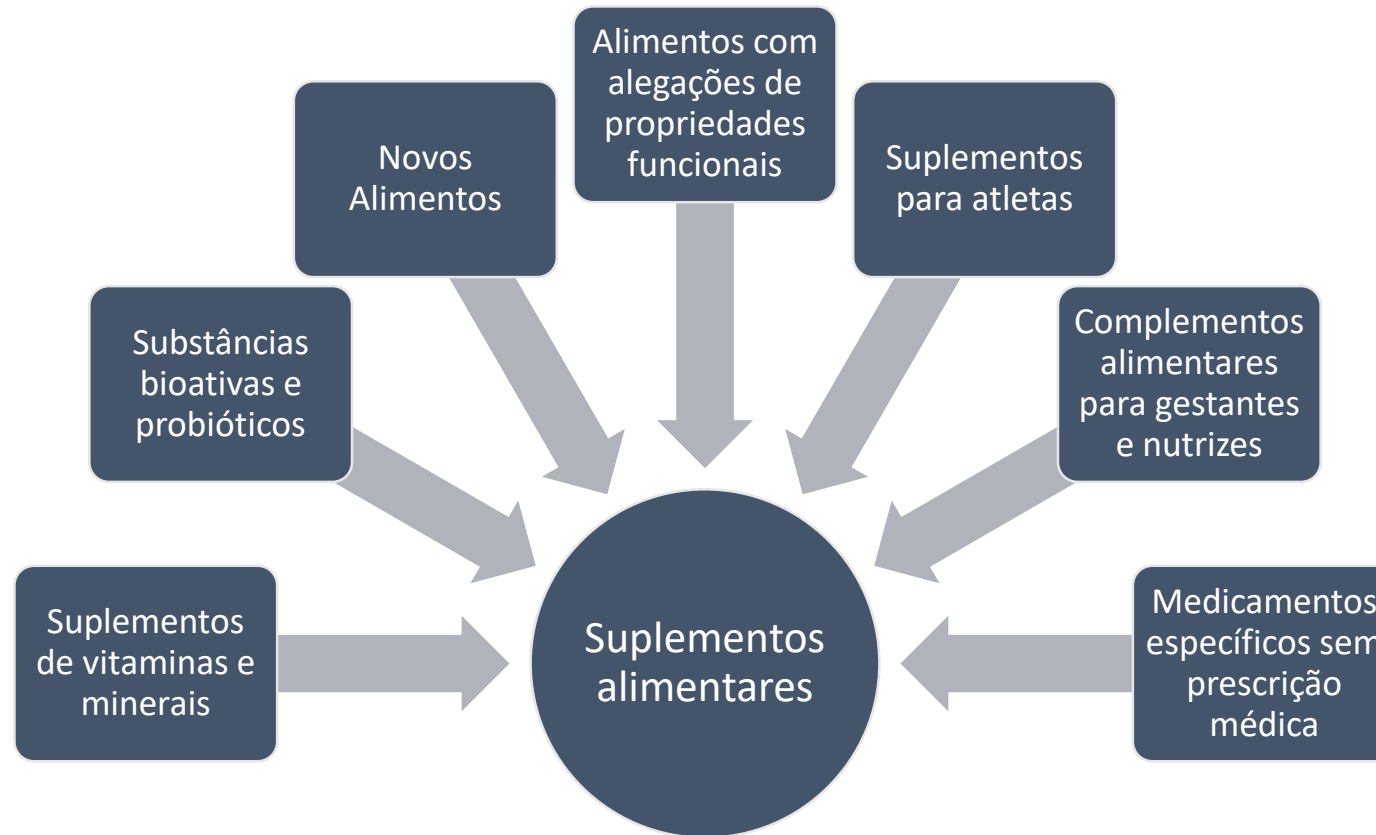 Alimentos com
alegações de
propriedades
funcionais
Novos
Alimentos
Suplementos
para atletas
Substâncias
bioativas e
probióticos
Complementos
alimentares
para gestantes
e nutrizes
Suplementos
de vitaminas e
minerais
Suplementos
alimentares
Medicamentos
específicos sem
prescrição
médica